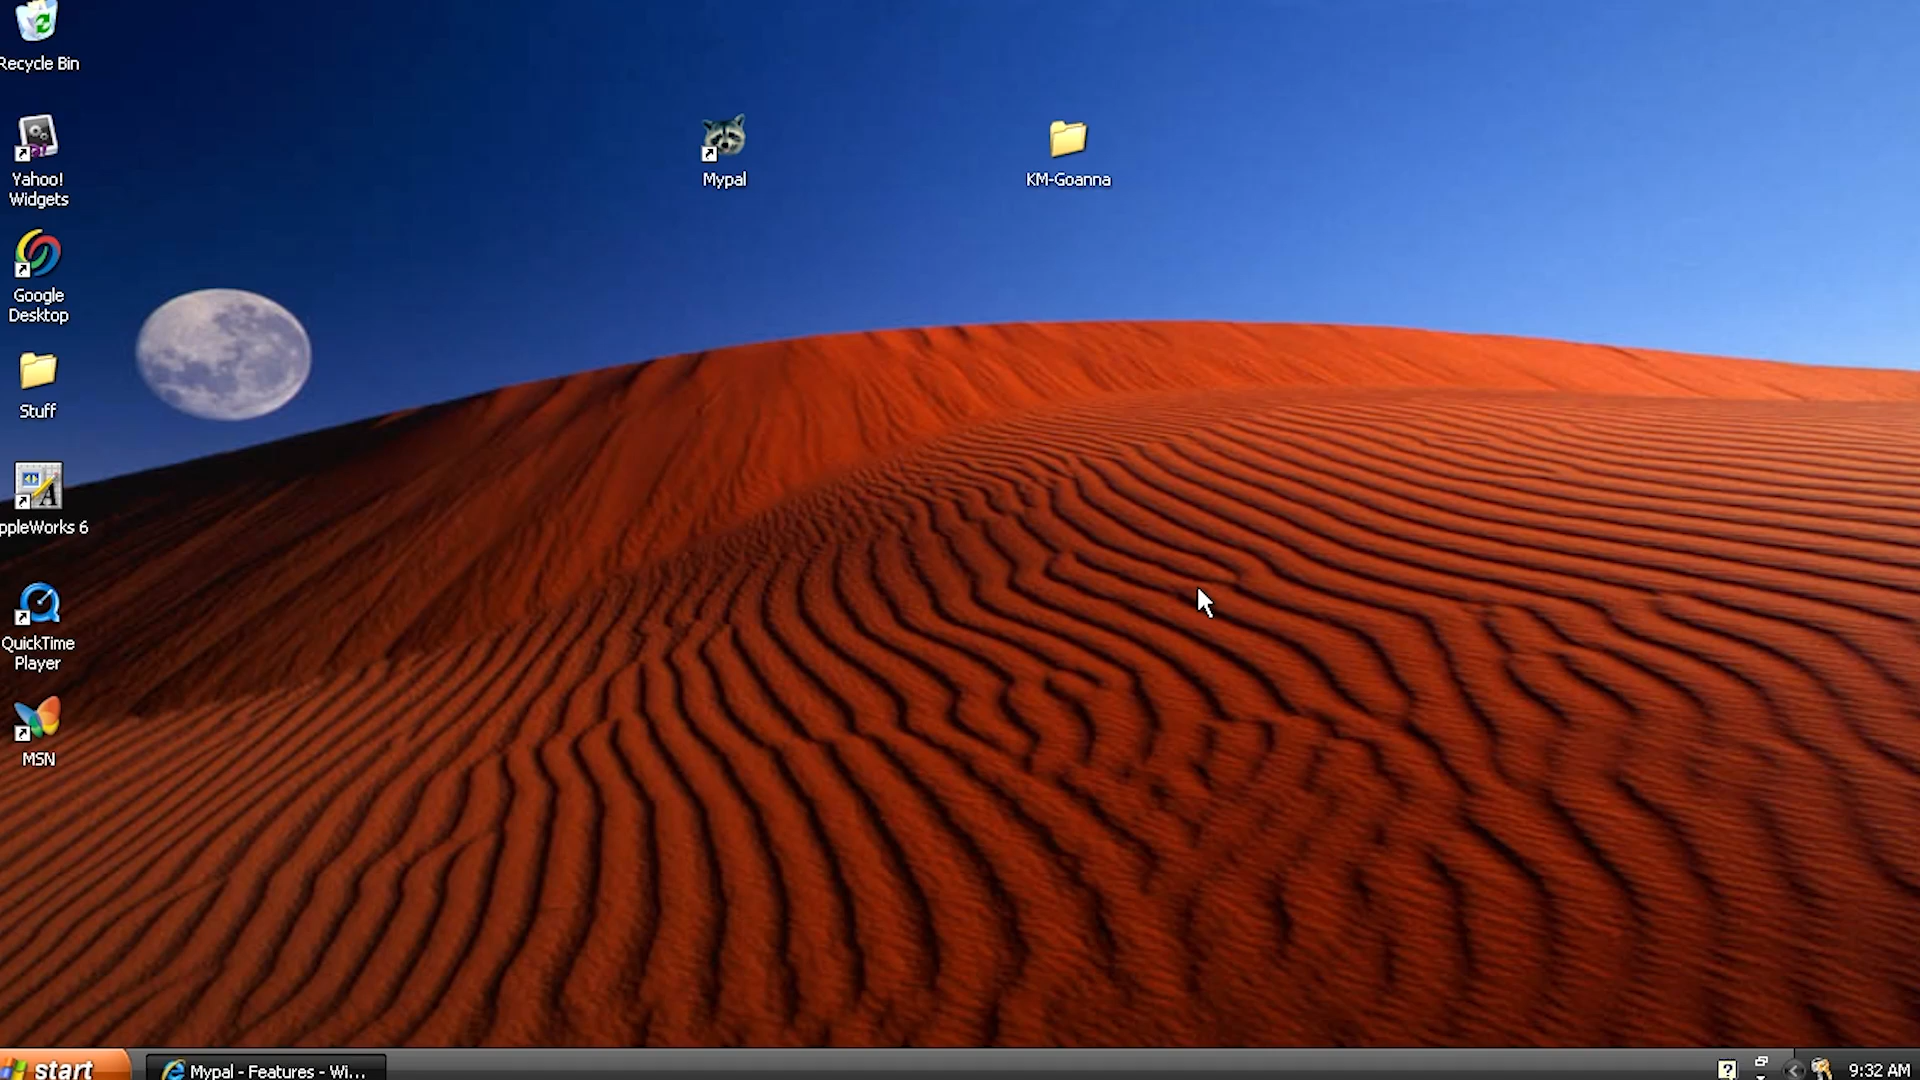 Recycle Bin
Yahoo!
Widgets
Google
Desktop
Stuff
ppleWorks 6
QuickTime
Player
MSN
Mypal
KM-Goanna
start
Mypal - Features - Wi...
?
9:32 AM